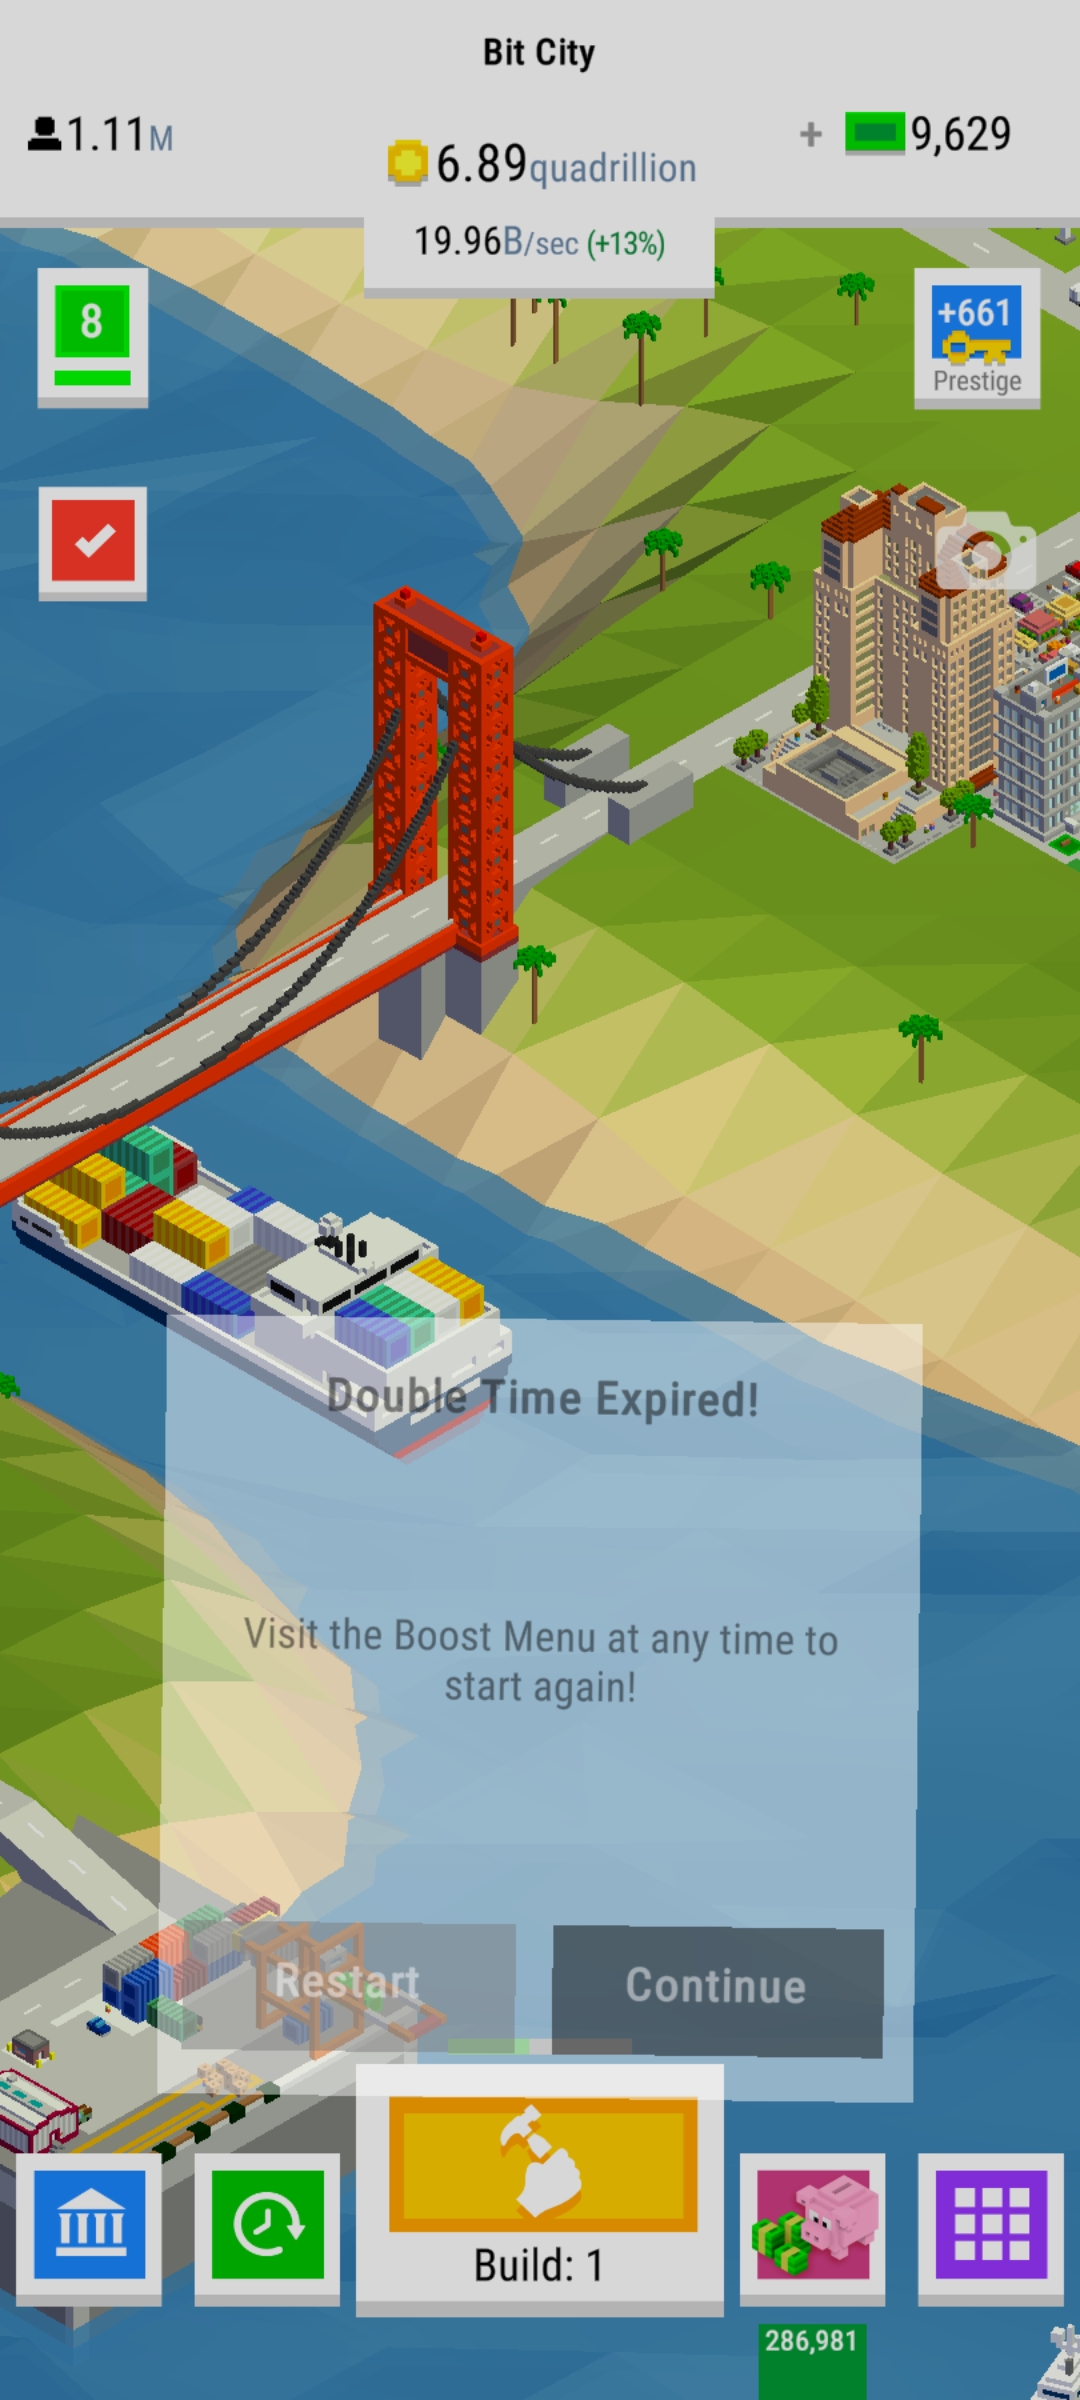 Bit City
1.11M
6.89quadrillion
+ 9,629
19.96B/sec (+13%)
8
+661
Prestige
Double Time Expired!
Visit the Boost Menu at any time to
start again!
Restart
Continue
Build: 1
286,981